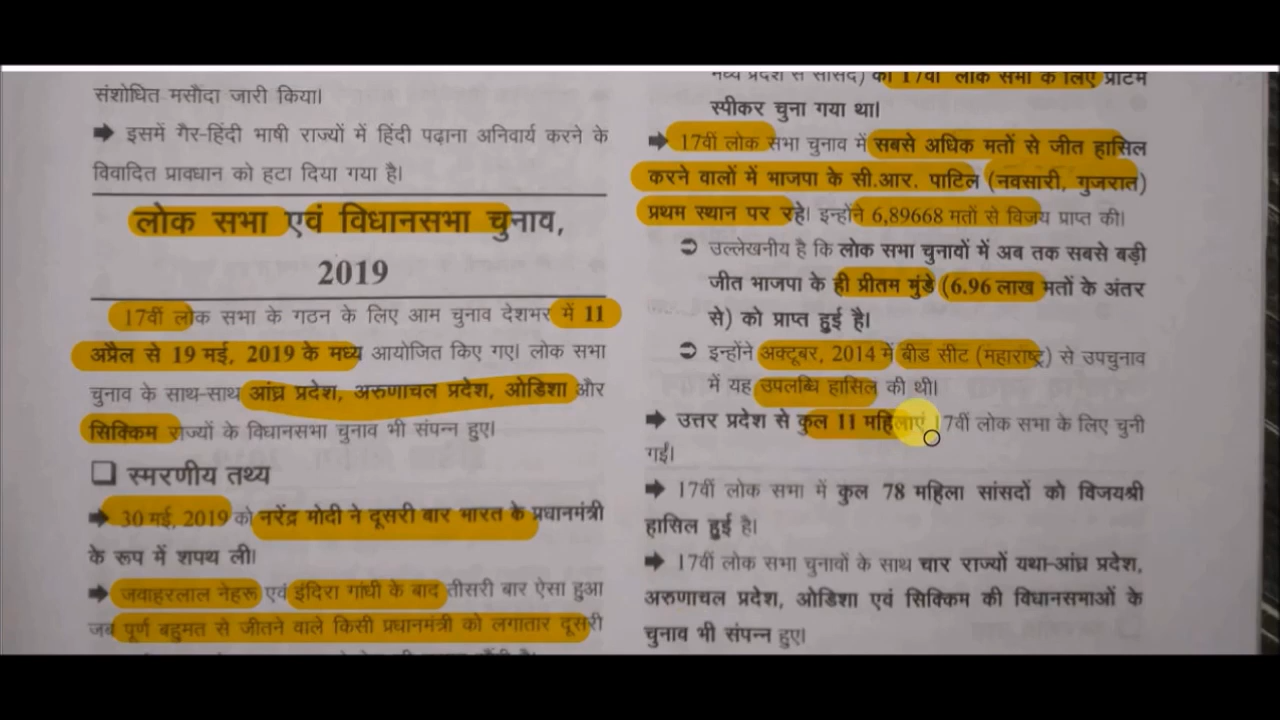 संशोधित मसौदा जारी किया।
➡ इसमें गैर-हिंदी भाषी राज्यों में हिंदी पढ़ाना अनिवार्य करने के
विवादित प्रावधान को हटा दिया गया है।
लोक सभा एवं विधानसभा चुनाव,
2019
17वीं लोक सभा के गठन के लिए आम चुनाव देशभर में 11
अप्रैल से 19 मई, 2019 के मध्य आयोजित किए गए। लोक सभा
चुनाव के साथ-साथ आंध्र प्रदेश, अरुणाचल प्रदेश, ओडिशा और
सिक्किम राज्यों के विधानसभा चुनाव भी संपन्न हुए।
❑ स्मरणीय तथ्य
➡ 30 मई, 2019 को नरेंद्र मोदी ने दूसरी बार भारत के प्रधानमंत्री
के रूप में शपथ ली।
➡ जवाहरलाल नेहरू एवं इंदिरा गांधी के बाद तीसरी बार ऐसा हुआ
जब पूर्ण बहुमत से जीतने वाले किसी प्रधानमंत्री को लगातार दूसरी
मध्य प्रदेश से सांसद) को 17वीं लोक सभा के लिए प्रोटेम
स्पीकर चुना गया था।
➡ 17वीं लोक सभा चुनाव में सबसे अधिक मतों से जीत हासिल
करने वालों में भाजपा के सी.आर. पाटिल (नवसारी, गुजरात)
प्रथम स्थान पर रहे। इन्होंने 6,89668 मतों से विजय प्राप्त की।
➲ उल्लेखनीय है कि लोक सभा चुनावों में अब तक सबसे बड़ी
जीत भाजपा के ही प्रीतम मुंडे (6.96 लाख मतों के अंतर
से) को प्राप्त हुई है।
➲ इन्होंने अक्टूबर, 2014 में बीड सीट (महाराष्ट्र) से उपचुनाव
में यह उपलब्धि हासिल की थी।
➡ उत्तर प्रदेश से कुल 11 महिलाएं 17वीं लोक सभा के लिए चुनी
गईं।
➡ 17वीं लोक सभा में कुल 78 महिला सांसदों को विजयश्री
हासिल हुई है।
➡ 17वीं लोक सभा चुनावों के साथ चार राज्यों यथा-आंध्र प्रदेश,
अरुणाचल प्रदेश, ओडिशा एवं सिक्किम की विधानसभाओं के
चुनाव भी संपन्न हुए।